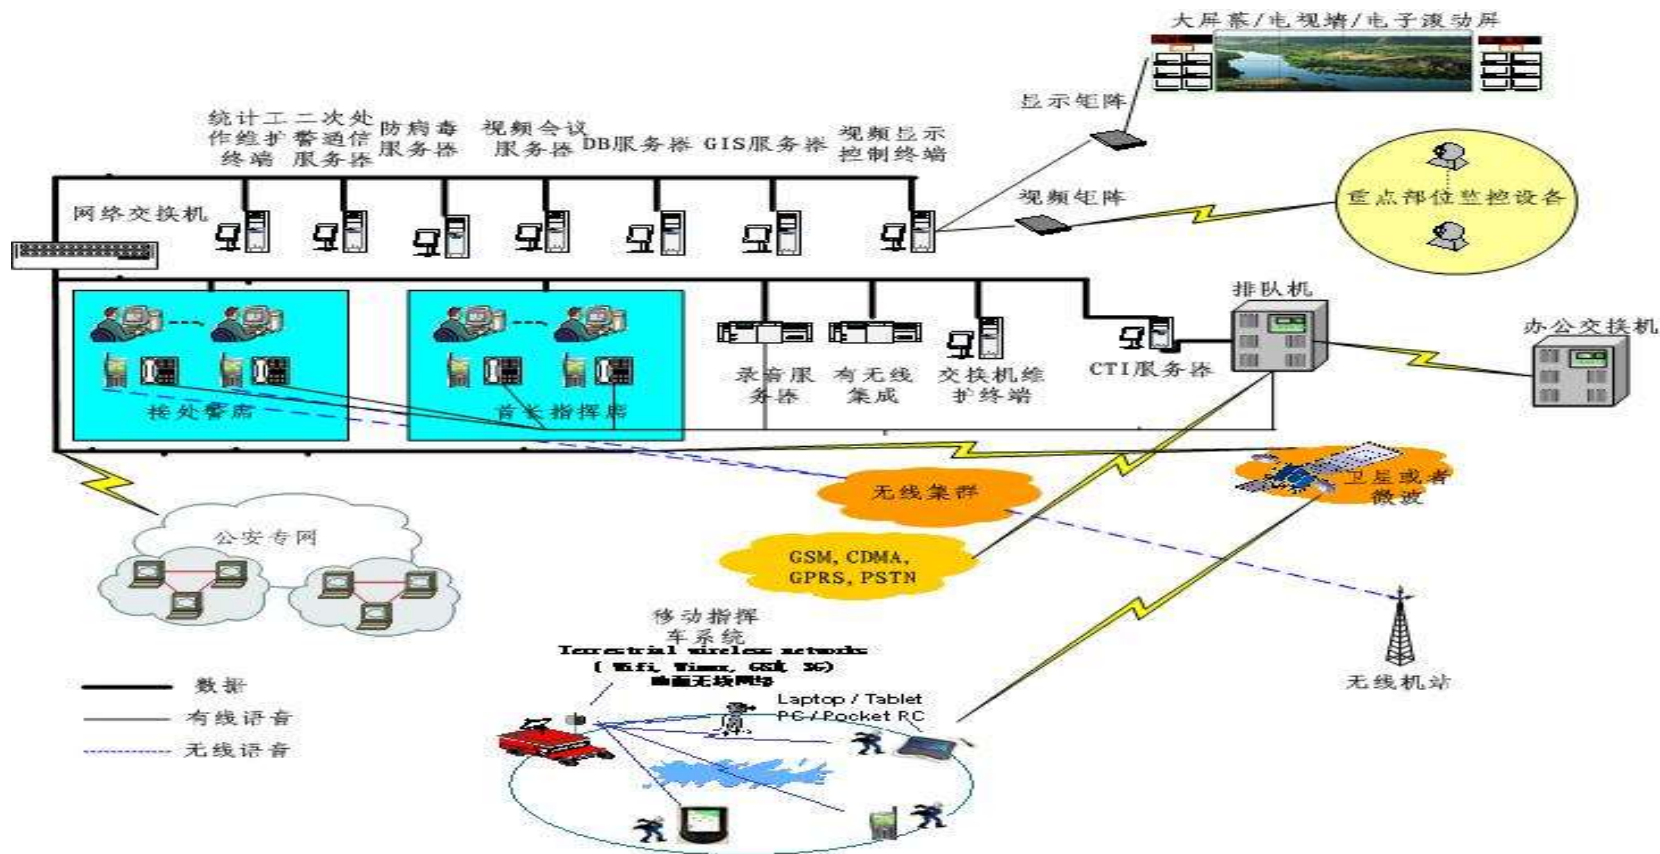 大屏幕/电视墙/电子滚动屏
显示矩阵
统计工
作维护
终端
二次处
警通信
服务器
防病毒
服务器
视频会议
服务器
DB服务器
GIS服务器
视频显示
控制终端
网络交换机
视频矩阵
重点部位监控设备
排队机
办公交换机
接处警席
首长指挥席
录音服
务器
有无线
集成
交换机维
护终端
CTI服务器
无线集群
卫星或者
微波
公安专网
GSM,CDMA,
GPRS,PSTN
移动指挥
车系统
Terrestrial wireless networks
( Wifi, Wimax, GSM, 3G)
地面无线网络
Laptop / Tablet
PC / Pocket RC
无线机站
数据
有线语音
无线语音